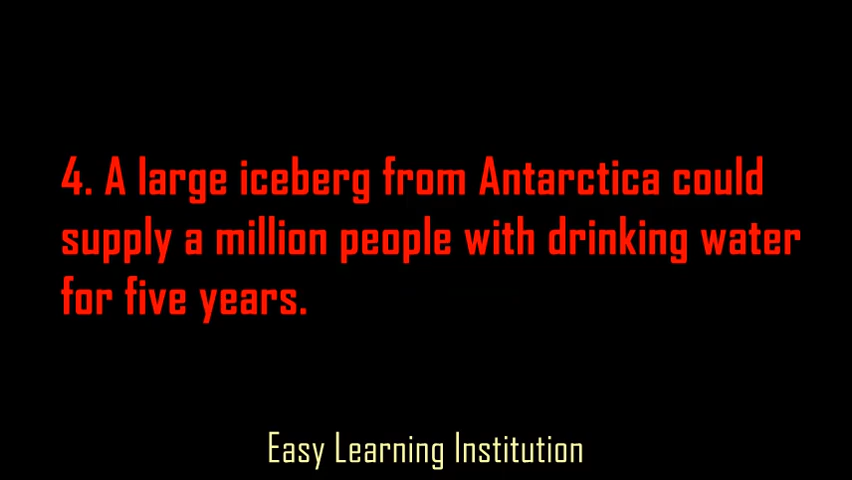 4. A large iceberg from Antarctica could
supply a million people with drinking water
for five years.
Easy Learning Institution